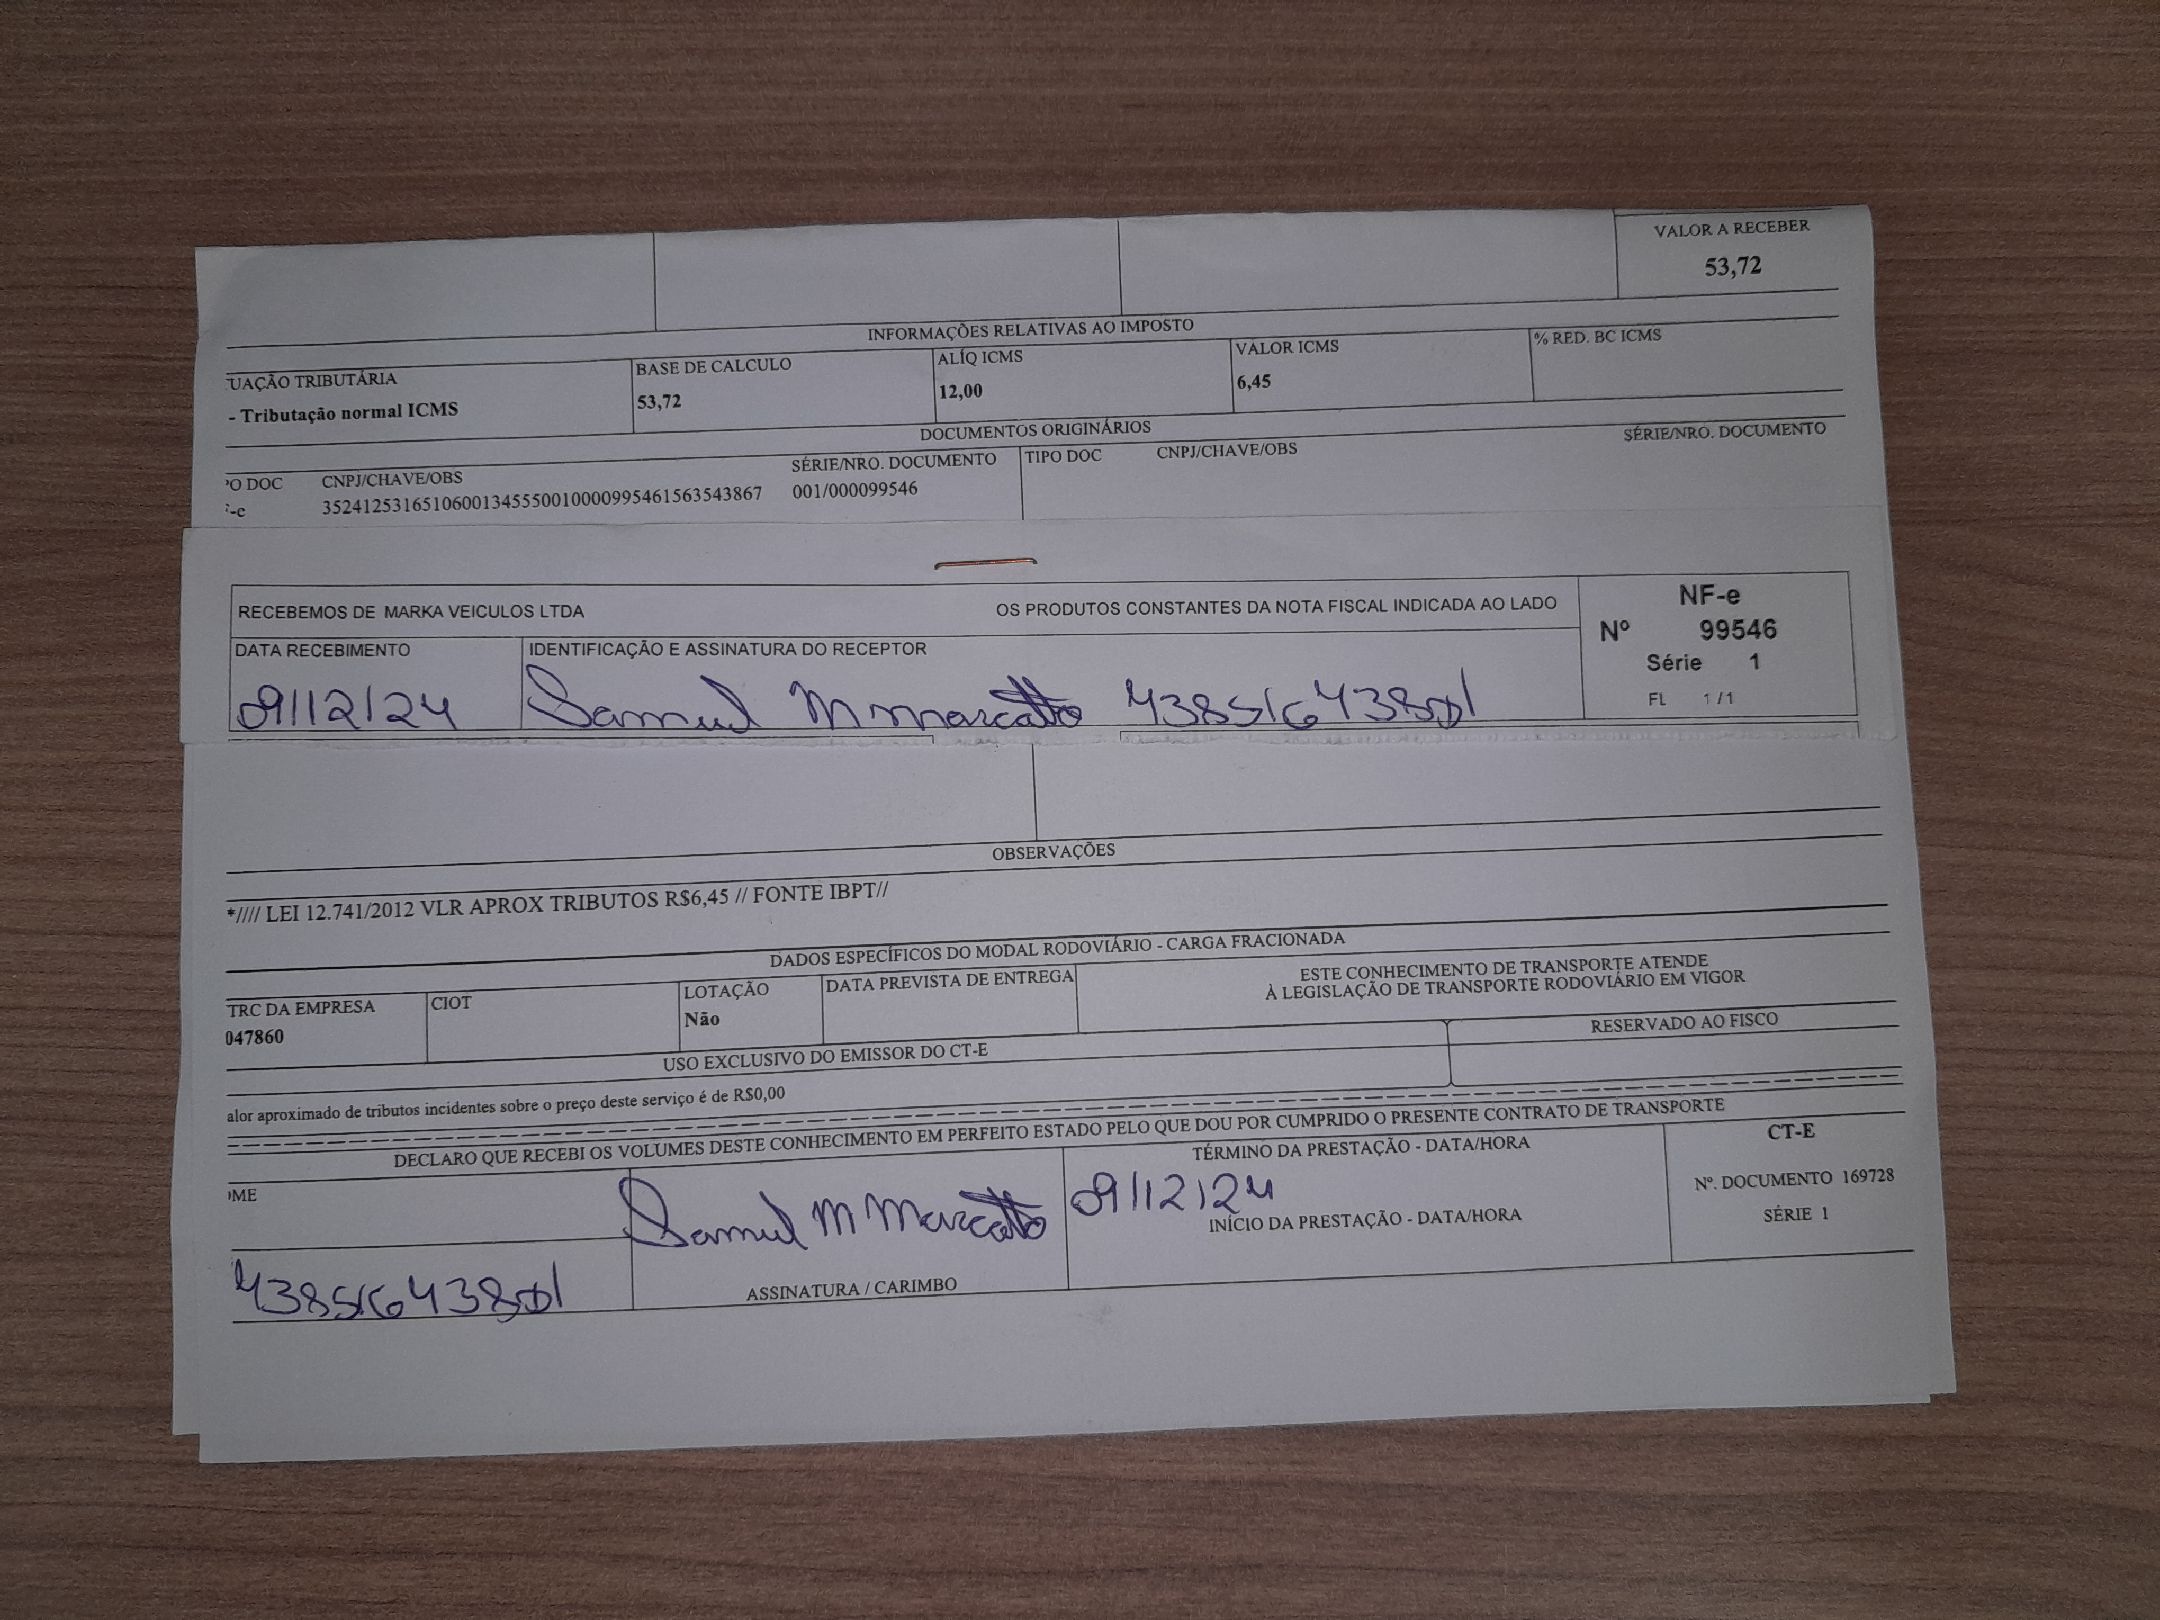 VALOR A RECEBER
53,72
INFORMAÇÕES RELATIVAS AO IMPOSTO
UAÇÃO TRIBUTÁRIA BASE DE CALCULO ALÍQ ICMS VALOR ICMS % RED. BC ICMS
- Tributação normal ICMS 53,72 12,00 6,45
DOCUMENTOS ORIGINÁRIOS
O DOC CNPJ/CHAVE/OBS SÉRIE/NRO. DOCUMENTO TIPO DOC CNPJ/CHAVE/OBS SÉRIE/NRO. DOCUMENTO
-e 35241253165106001345550010000995461563543867 001/000099546
RECEBEMOS DE MARKA VEICULOS LTDA OS PRODUTOS CONSTANTES DA NOTA FISCAL INDICADA AO LADO
NF-e
Nº 99546
Série 1
FL 1 / 1
DATA RECEBIMENTO IDENTIFICAÇÃO E ASSINATURA DO RECEPTOR
09/12/24 Samuel M Marcatto
OBSERVAÇÕES
*//// LEI 12.741/2012 VLR APROX TRIBUTOS R$6,45 // FONTE IBPT//
DADOS ESPECÍFICOS DO MODAL RODOVIÁRIO - CARGA FRACIONADA
TRC DA EMPRESA CIOT LOTAÇÃO DATA PREVISTA DE ENTREGA
047860 Não
ESTE CONHECIMENTO DE TRANSPORTE ATENDE
À LEGISLAÇÃO DE TRANSPORTE RODOVIÁRIO EM VIGOR
USO EXCLUSIVO DO EMISSOR DO CT-E RESERVADO AO FISCO
alor aproximado de tributos incidentes sobre o preço deste serviço é de R$0,00
DECLARO QUE RECEBI OS VOLUMES DESTE CONHECIMENTO EM PERFEITO ESTADO PELO QUE DOU POR CUMPRIDO O PRESENTE CONTRATO DE TRANSPORTE
OME
Samuel M Marcatto
ASSINATURA / CARIMBO
TÉRMINO DA PRESTAÇÃO - DATA/HORA
09/12/24
INÍCIO DA PRESTAÇÃO - DATA/HORA
CT-E
Nº. DOCUMENTO 169728
SÉRIE 1